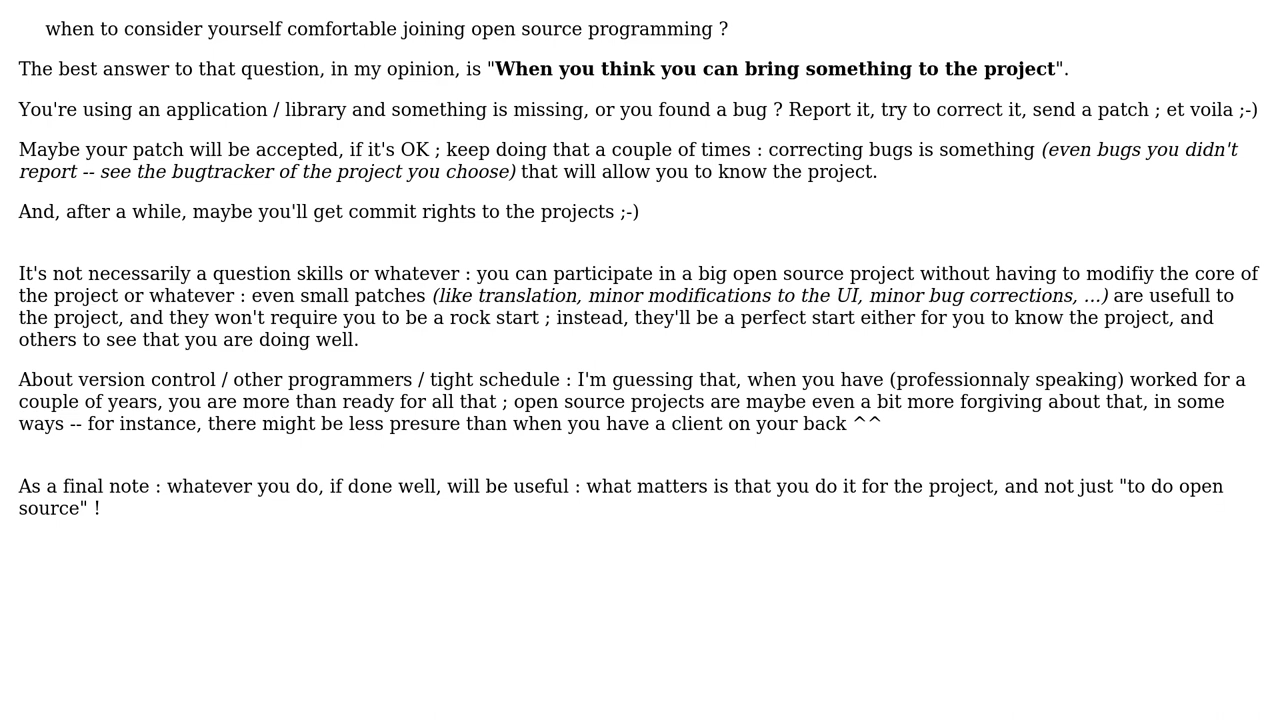 when to consider yourself comfortable joining open source programming ?
The best answer to that question, in my opinion, is "When you think you can bring something to the project".
You're using an application / library and something is missing, or you found a bug ? Report it, try to correct it, send a patch ; et voila ;-)
Maybe your patch will be accepted, if it's OK ; keep doing that a couple of times : correcting bugs is something (even bugs you didn't
report -- see the bugtracker of the project you choose) that will allow you to know the project.
And, after a while, maybe you'll get commit rights to the projects ;-)
It's not necessarily a question skills or whatever : you can participate in a big open source project without having to modifiy the core of
the project or whatever : even small patches (like translation, minor modifications to the UI, minor bug corrections, ...) are usefull to
the project, and they won't require you to be a rock start ; instead, they'll be a perfect start either for you to know the project, and
others to see that you are doing well.
About version control / other programmers / tight schedule : I'm guessing that, when you have (professionnaly speaking) worked for a
couple of years, you are more than ready for all that ; open source projects are maybe even a bit more forgiving about that, in some
ways -- for instance, there might be less presure than when you have a client on your back ^^
As a final note : whatever you do, if done well, will be useful : what matters is that you do it for the project, and not just "to do open
source" !